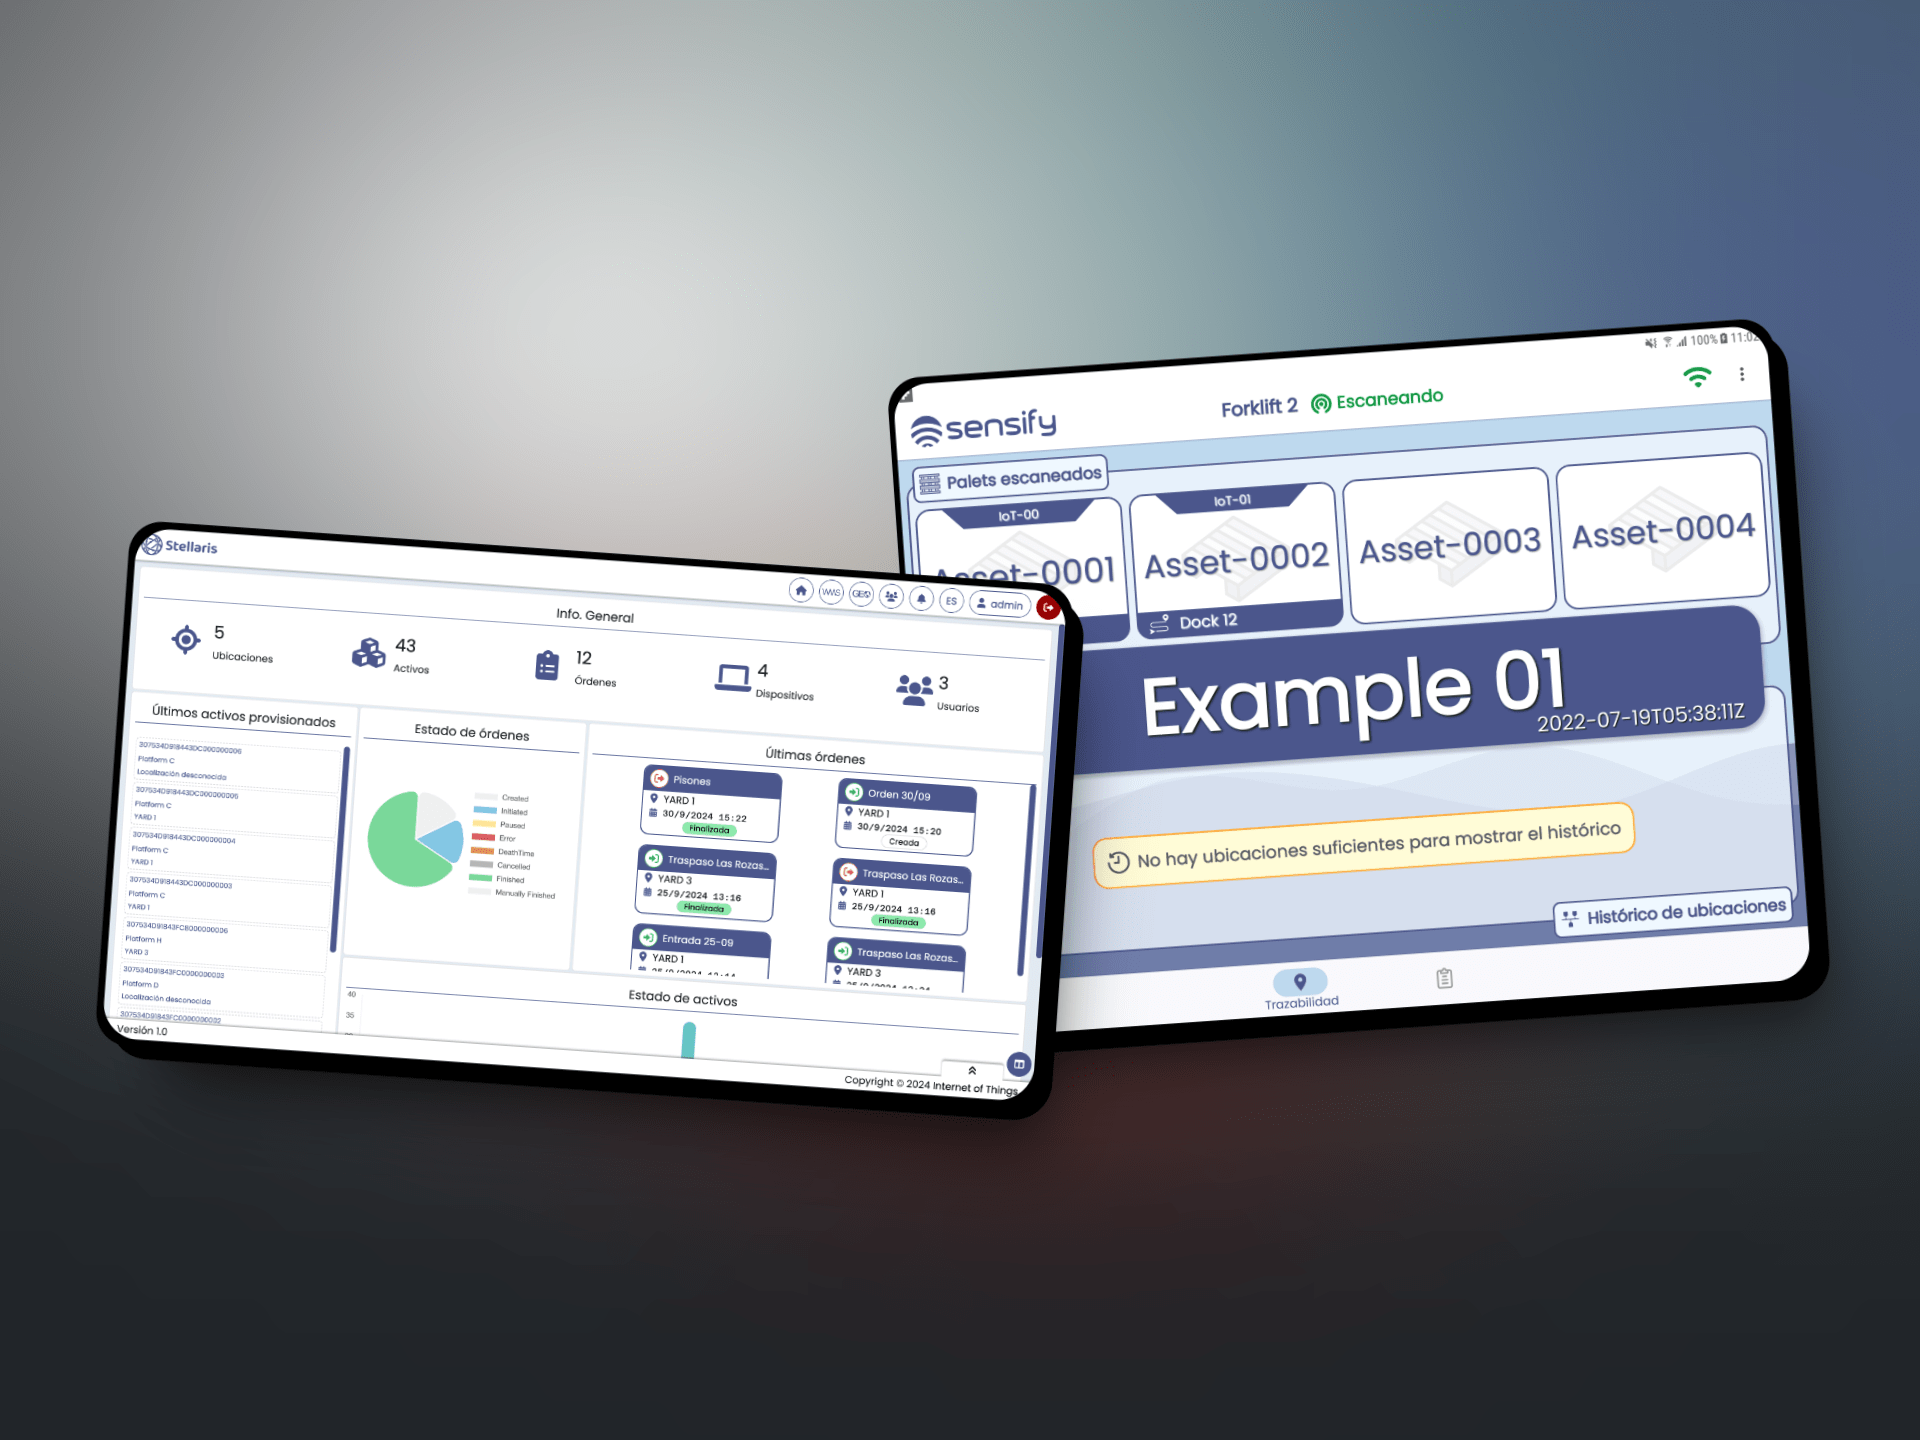 Stellaris
WMS
GEO
ES
admin
Info. General
5
Ubicaciones
43
Activos
12
Órdenes
4
Dispositivos
3
Usuarios
Últimos activos provisionados
307534D918443DC000000006
Platform C
Localización desconocida
307534D918443DC000000005
Platform C
YARD 1
307534D918443DC000000004
Platform C
YARD 1
307534D918443DC000000003
Platform C
YARD 1
Platform H
YARD 3
Platform D
Localización desconocida
Estado de órdenes
Created
Initiated
Paused
Error
DeathTime
Cancelled
Finished
Manually Finished
Últimas órdenes
Pisones
YARD 1
30/9/2024 15:22
Finalizada
Orden 30/09
YARD 1
30/9/2024 15:20
Creada
Traspaso Las Rozas...
YARD 3
25/9/2024 13:16
Finalizada
Traspaso Las Rozas...
YARD 1
25/9/2024 13:16
Finalizada
Entrada 25-09
YARD 1
Traspaso Las Rozas...
YARD 3
Estado de activos
40
35
Versión 1.0
Copyright © 2024 Internet of Things
100% 11:02
sensify
Forklift 2
Escaneando
Palets escaneados
IoT-00
Asset-0001
IoT-01
Asset-0002
Dock 12
Asset-0003
Asset-0004
Example 01
2022-07-19T05:38:11Z
No hay ubicaciones suficientes para mostrar el histórico
Histórico de ubicaciones
Trazabilidad